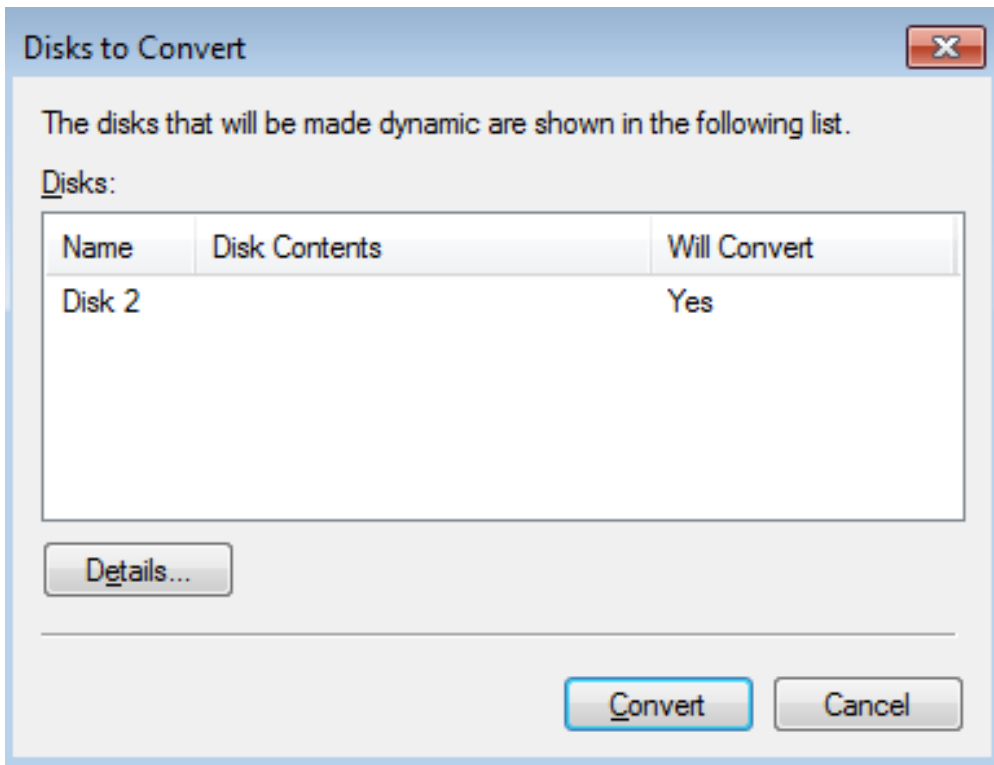 Disks to Convert
The disks that will be made dynamic are shown in the following list.
Disks:
Name Disk Contents Will Convert
Disk 2 Yes
Details...
Convert Cancel